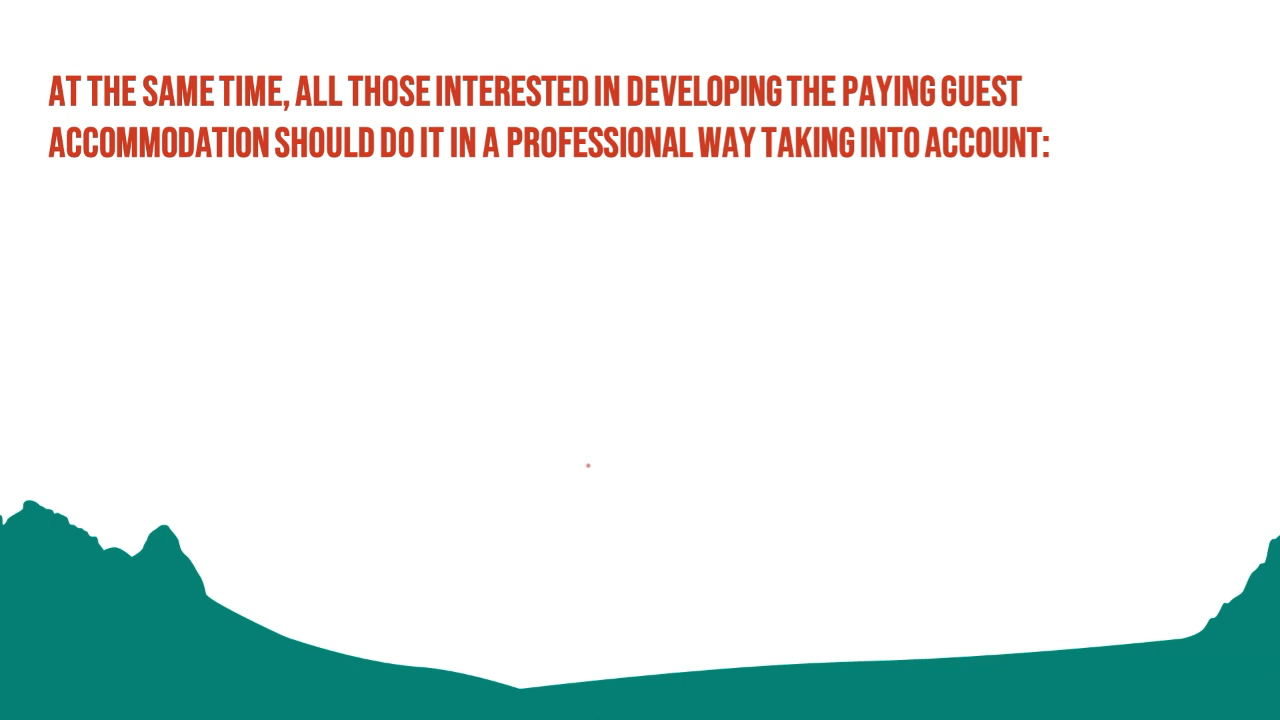 AT THE SAME TIME, ALL THOSE INTERESTED IN DEVELOPING THE PAYING GUEST
ACCOMMODATION SHOULD DO IT IN A PROFESSIONAL WAY TAKING INTO ACCOUNT: